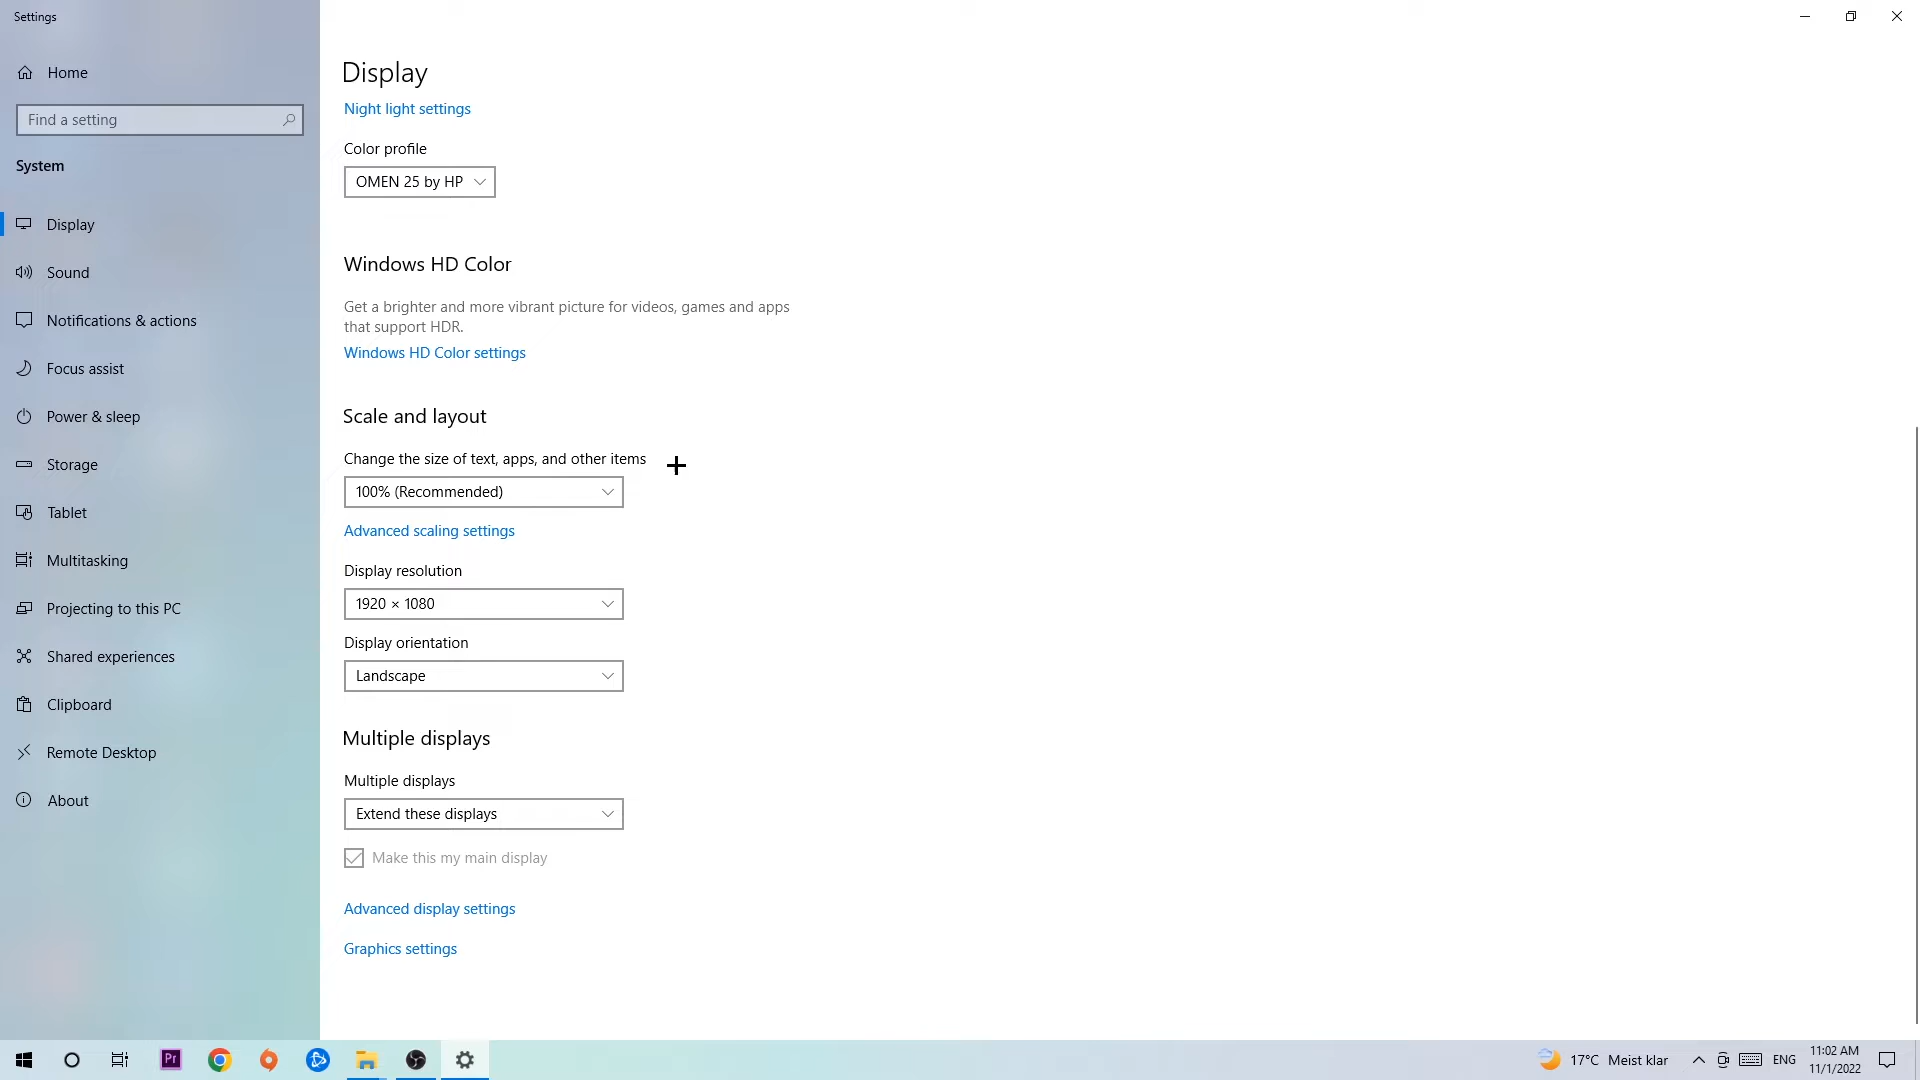 Settings
Home
Find a setting
System
Display
Sound
Notifications & actions
Focus assist
Power & sleep
Storage
Tablet
Multitasking
Projecting to this PC
Shared experiences
Clipboard
Remote Desktop
About
Display
Night light settings
Color profile
OMEN 25 by HP
Windows HD Color
Get a brighter and more vibrant picture for videos, games and apps
that support HDR.
Windows HD Color settings
Scale and layout
Change the size of text, apps, and other items
100% (Recommended)
Advanced scaling settings
Display resolution
1920 × 1080
Display orientation
Landscape
Multiple displays
Multiple displays
Extend these displays
Make this my main display
Advanced display settings
Graphics settings
Pr
17°C Meist klar
ENG
11:02 AM
11/1/2022